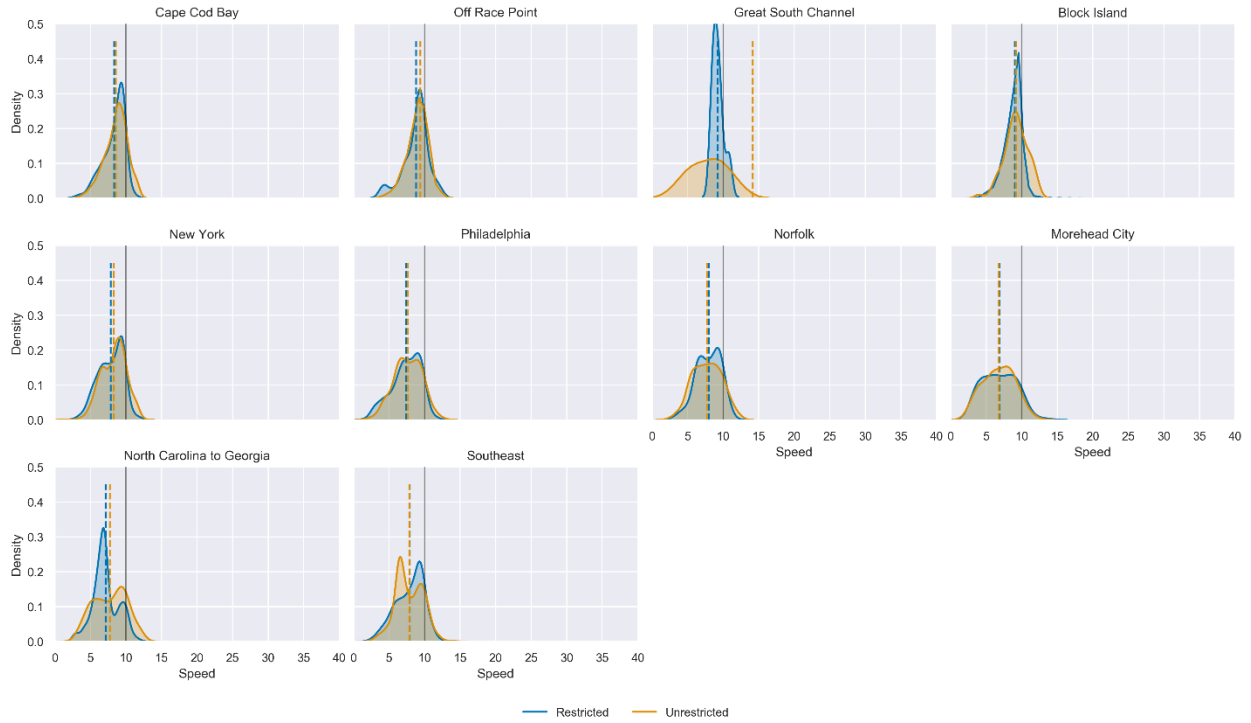 Cape Cod Bay
Off Race Point
Great South Channel
Block Island
Density
0.5
0.4
0.3
0.2
0.1
0.0
New York
Philadelphia
Norfolk
Morehead City
Density
0.5
0.4
0.3
0.2
0.1
0.0
0 5 10 15 20 25 30 35 40
Speed
0 5 10 15 20 25 30 35 40
Speed
North Carolina to Georgia
Southeast
Density
0.5
0.4
0.3
0.2
0.1
0.0
0 5 10 15 20 25 30 35 40
Speed
0 5 10 15 20 25 30 35 40
Speed
Restricted
Unrestricted